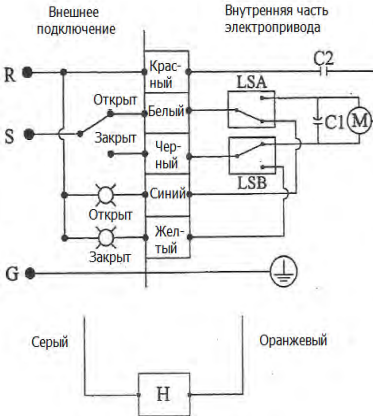 Внешнее подключение
Внутренняя часть электропривода
R
Крас-
ный
C2
LSA
Открыт
Белый
S
C1
M
Закрыт
Чер-
ный
LSB
Синий
Открыт
Жел-
тый
Закрыт
G
Серый
Оранжевый
H